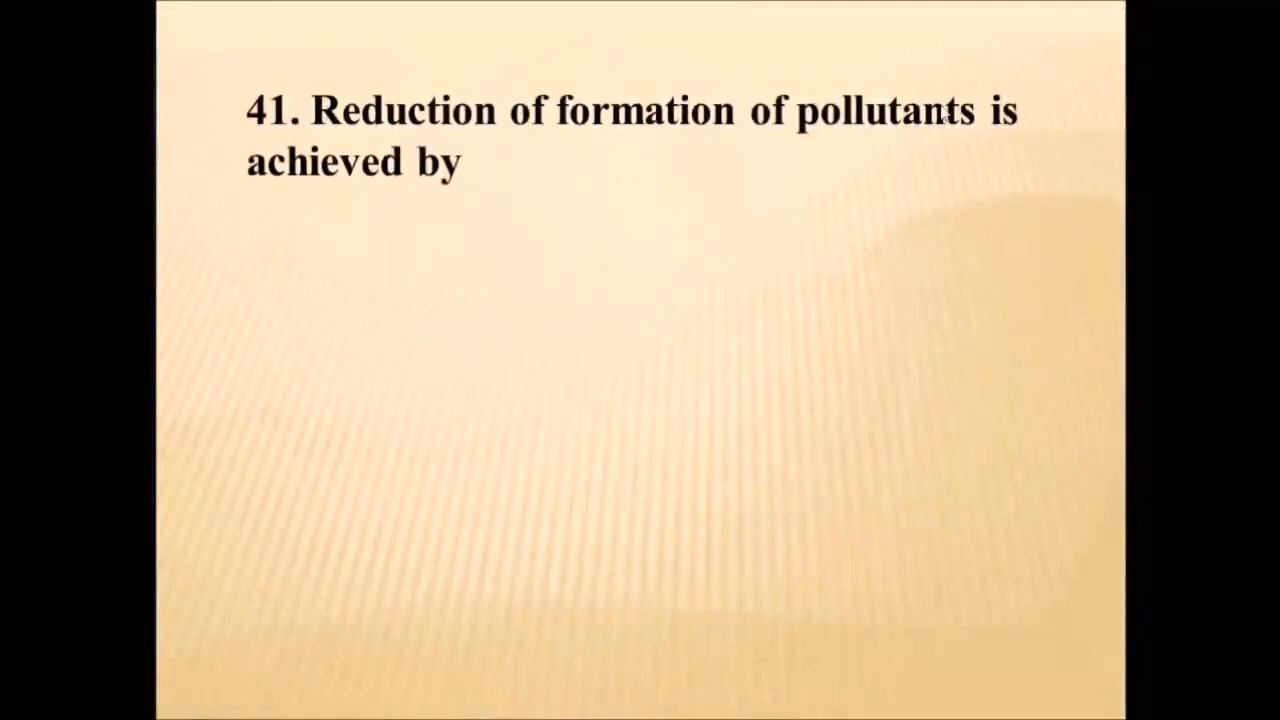 41. Reduction of formation of pollutants is
achieved by